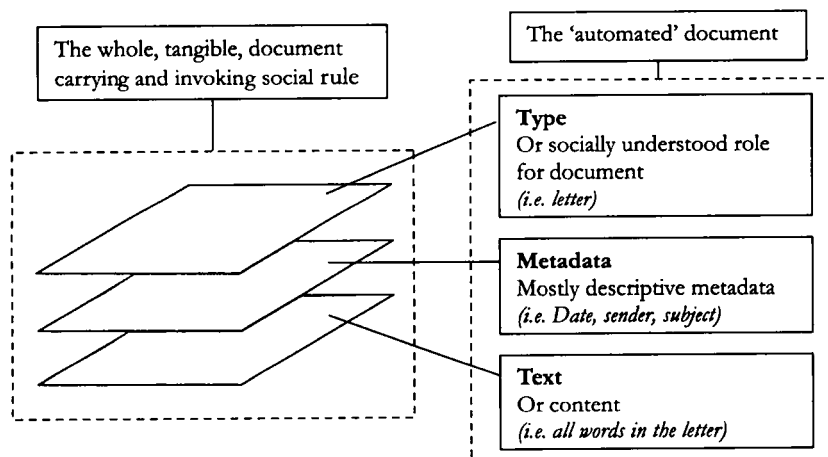 The whole, tangible, document
carrying and invoking social rule
The 'automated' document
Type
Or socially understood role
for document
(i.e. letter)
Metadata
Mostly descriptive metadata
(i.e. Date, sender, subject)
Text
Or content
(i.e. all words in the letter)